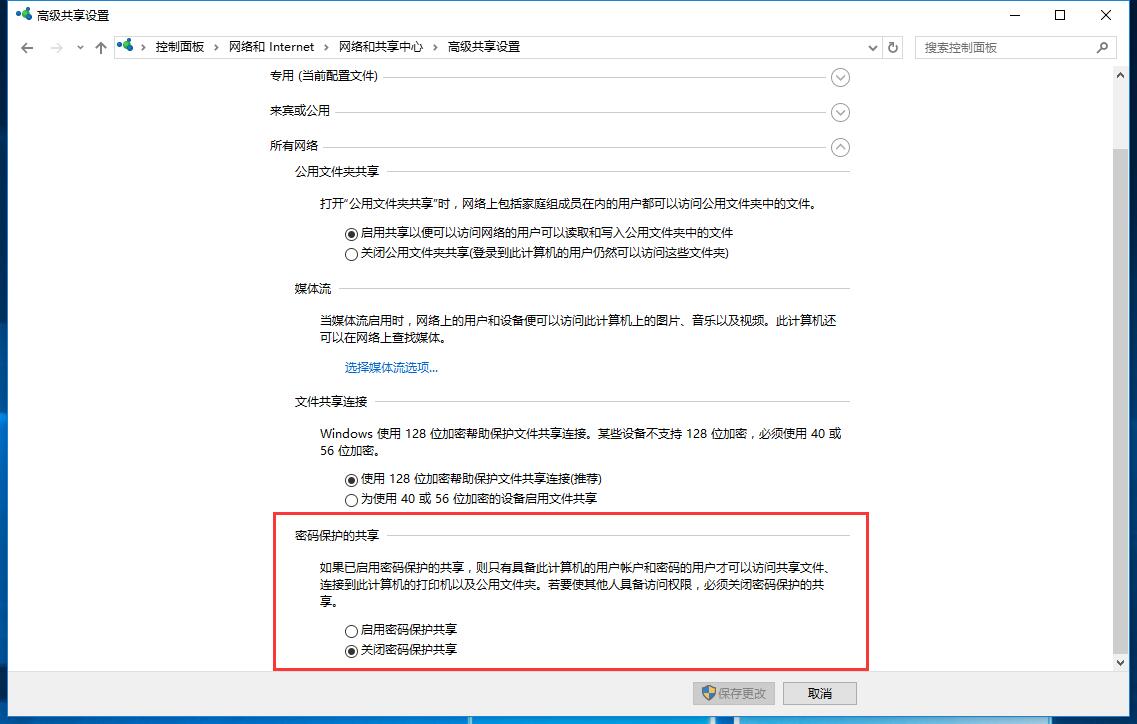 高级共享设置
控制面板 › 网络和 Internet › 网络和共享中心 › 高级共享设置
搜索控制面板
专用 (当前配置文件)
来宾或公用
所有网络
公用文件夹共享
打开“公用文件夹共享”时，网络上包括家庭组成员在内的用户都可以访问公用文件夹中的文件。
启用共享以便可以访问网络的用户可以读取和写入公用文件夹中的文件
关闭公用文件夹共享(登录到此计算机的用户仍然可以访问这些文件夹)
媒体流
当媒体流启用时，网络上的用户和设备便可以访问此计算机上的图片、音乐以及视频。此计算机还
可以在网络上查找媒体。
选择媒体流选项...
文件共享连接
Windows 使用 128 位加密帮助保护文件共享连接。某些设备不支持 128 位加密，必须使用 40 或
56 位加密。
使用 128 位加密帮助保护文件共享连接(推荐)
为使用 40 或 56 位加密的设备启用文件共享
密码保护的共享
如果已启用密码保护的共享，则只有具备此计算机的用户帐户和密码的用户才可以访问共享文件、
连接到此计算机的打印机以及公用文件夹。若要使其他人具备访问权限，必须关闭密码保护的共
享。
启用密码保护共享
关闭密码保护共享
保存更改
取消